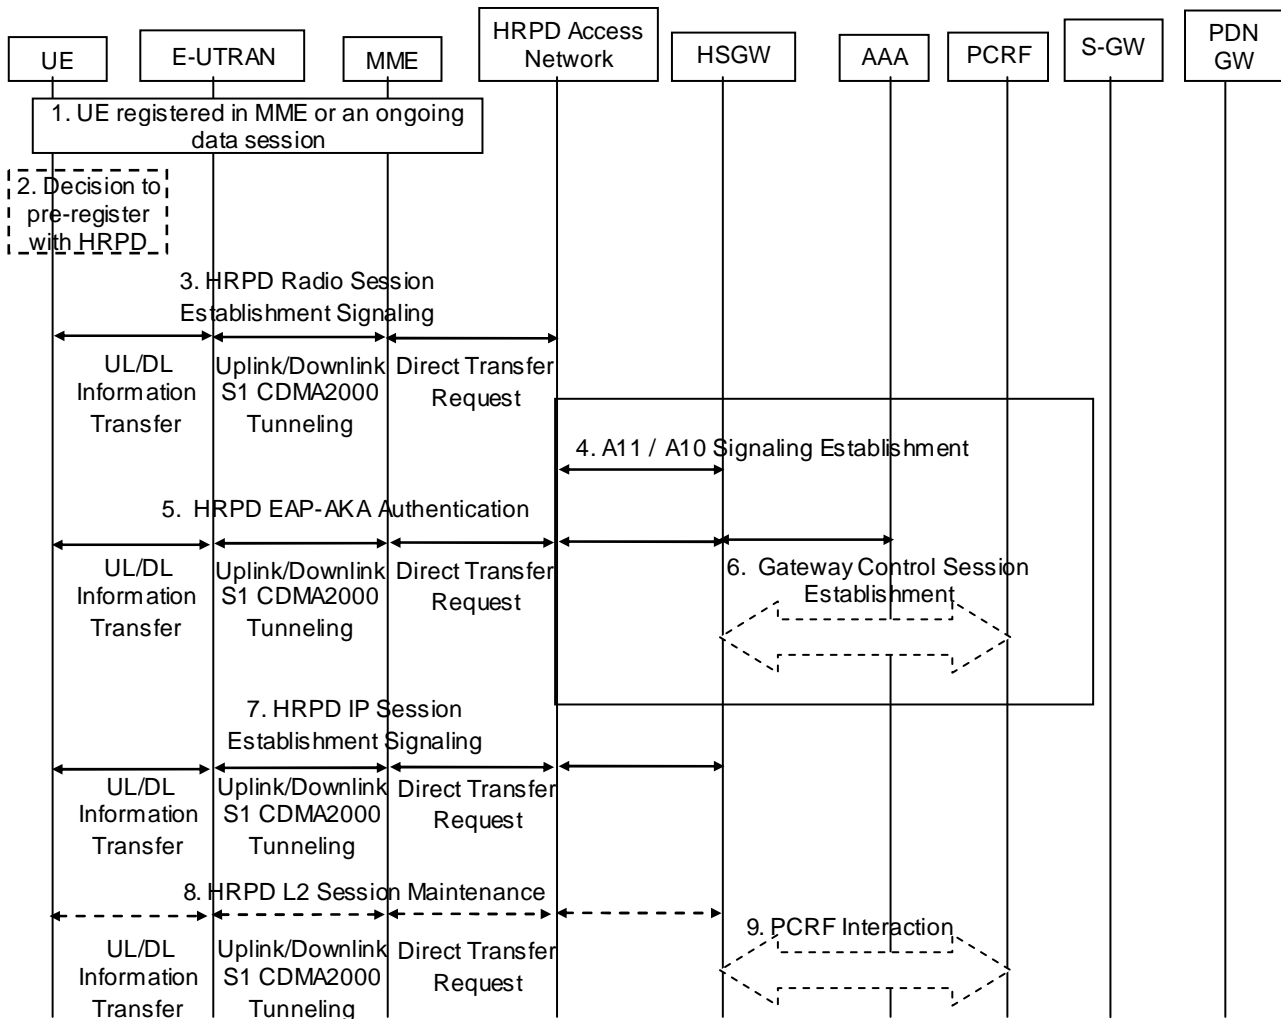 UE
E-UTRAN
MME
HRPD Access
Network
HSGW
AAA
PCRF
S-GW
PDN
GW
1. UE registered in MME or an ongoing
data session
2. Decision to
pre-register
with HRPD
3. HRPD Radio Session
Establishment Signaling
UL/DL
Information
Transfer
Uplink/Downlink
S1 CDMA2000
Tunneling
Direct Transfer
Request
4. A11 / A10 Signaling Establishment
5. HRPD EAP-AKA Authentication
UL/DL
Information
Transfer
Uplink/Downlink
S1 CDMA2000
Tunneling
Direct Transfer
Request
6. Gateway Control Session
Establishment
7. HRPD IP Session
Establishment Signaling
UL/DL
Information
Transfer
Uplink/Downlink
S1 CDMA2000
Tunneling
Direct Transfer
Request
8. HRPD L2 Session Maintenance
UL/DL
Information
Transfer
Uplink/Downlink
S1 CDMA2000
Tunneling
Direct Transfer
Request
9. PCRF Interaction